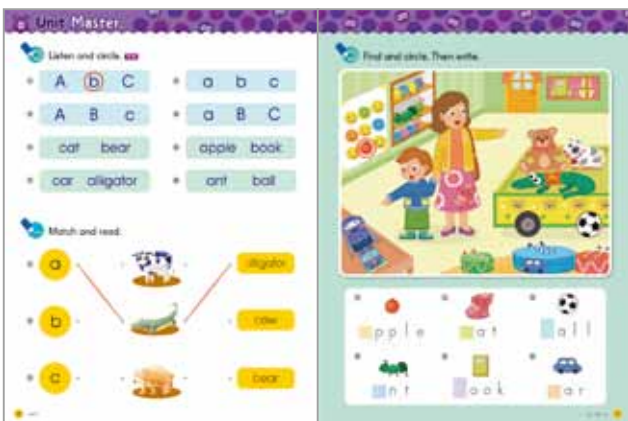 Unit Master
Listen and circle.
A b C
a b c
A B c
a B C
cat bear
apple book
car alligator
ant ball
Match and read.
a
lligator
b
cow
c
bear
Find and circle. Then write.
pple
at
all
nt
ook
ar